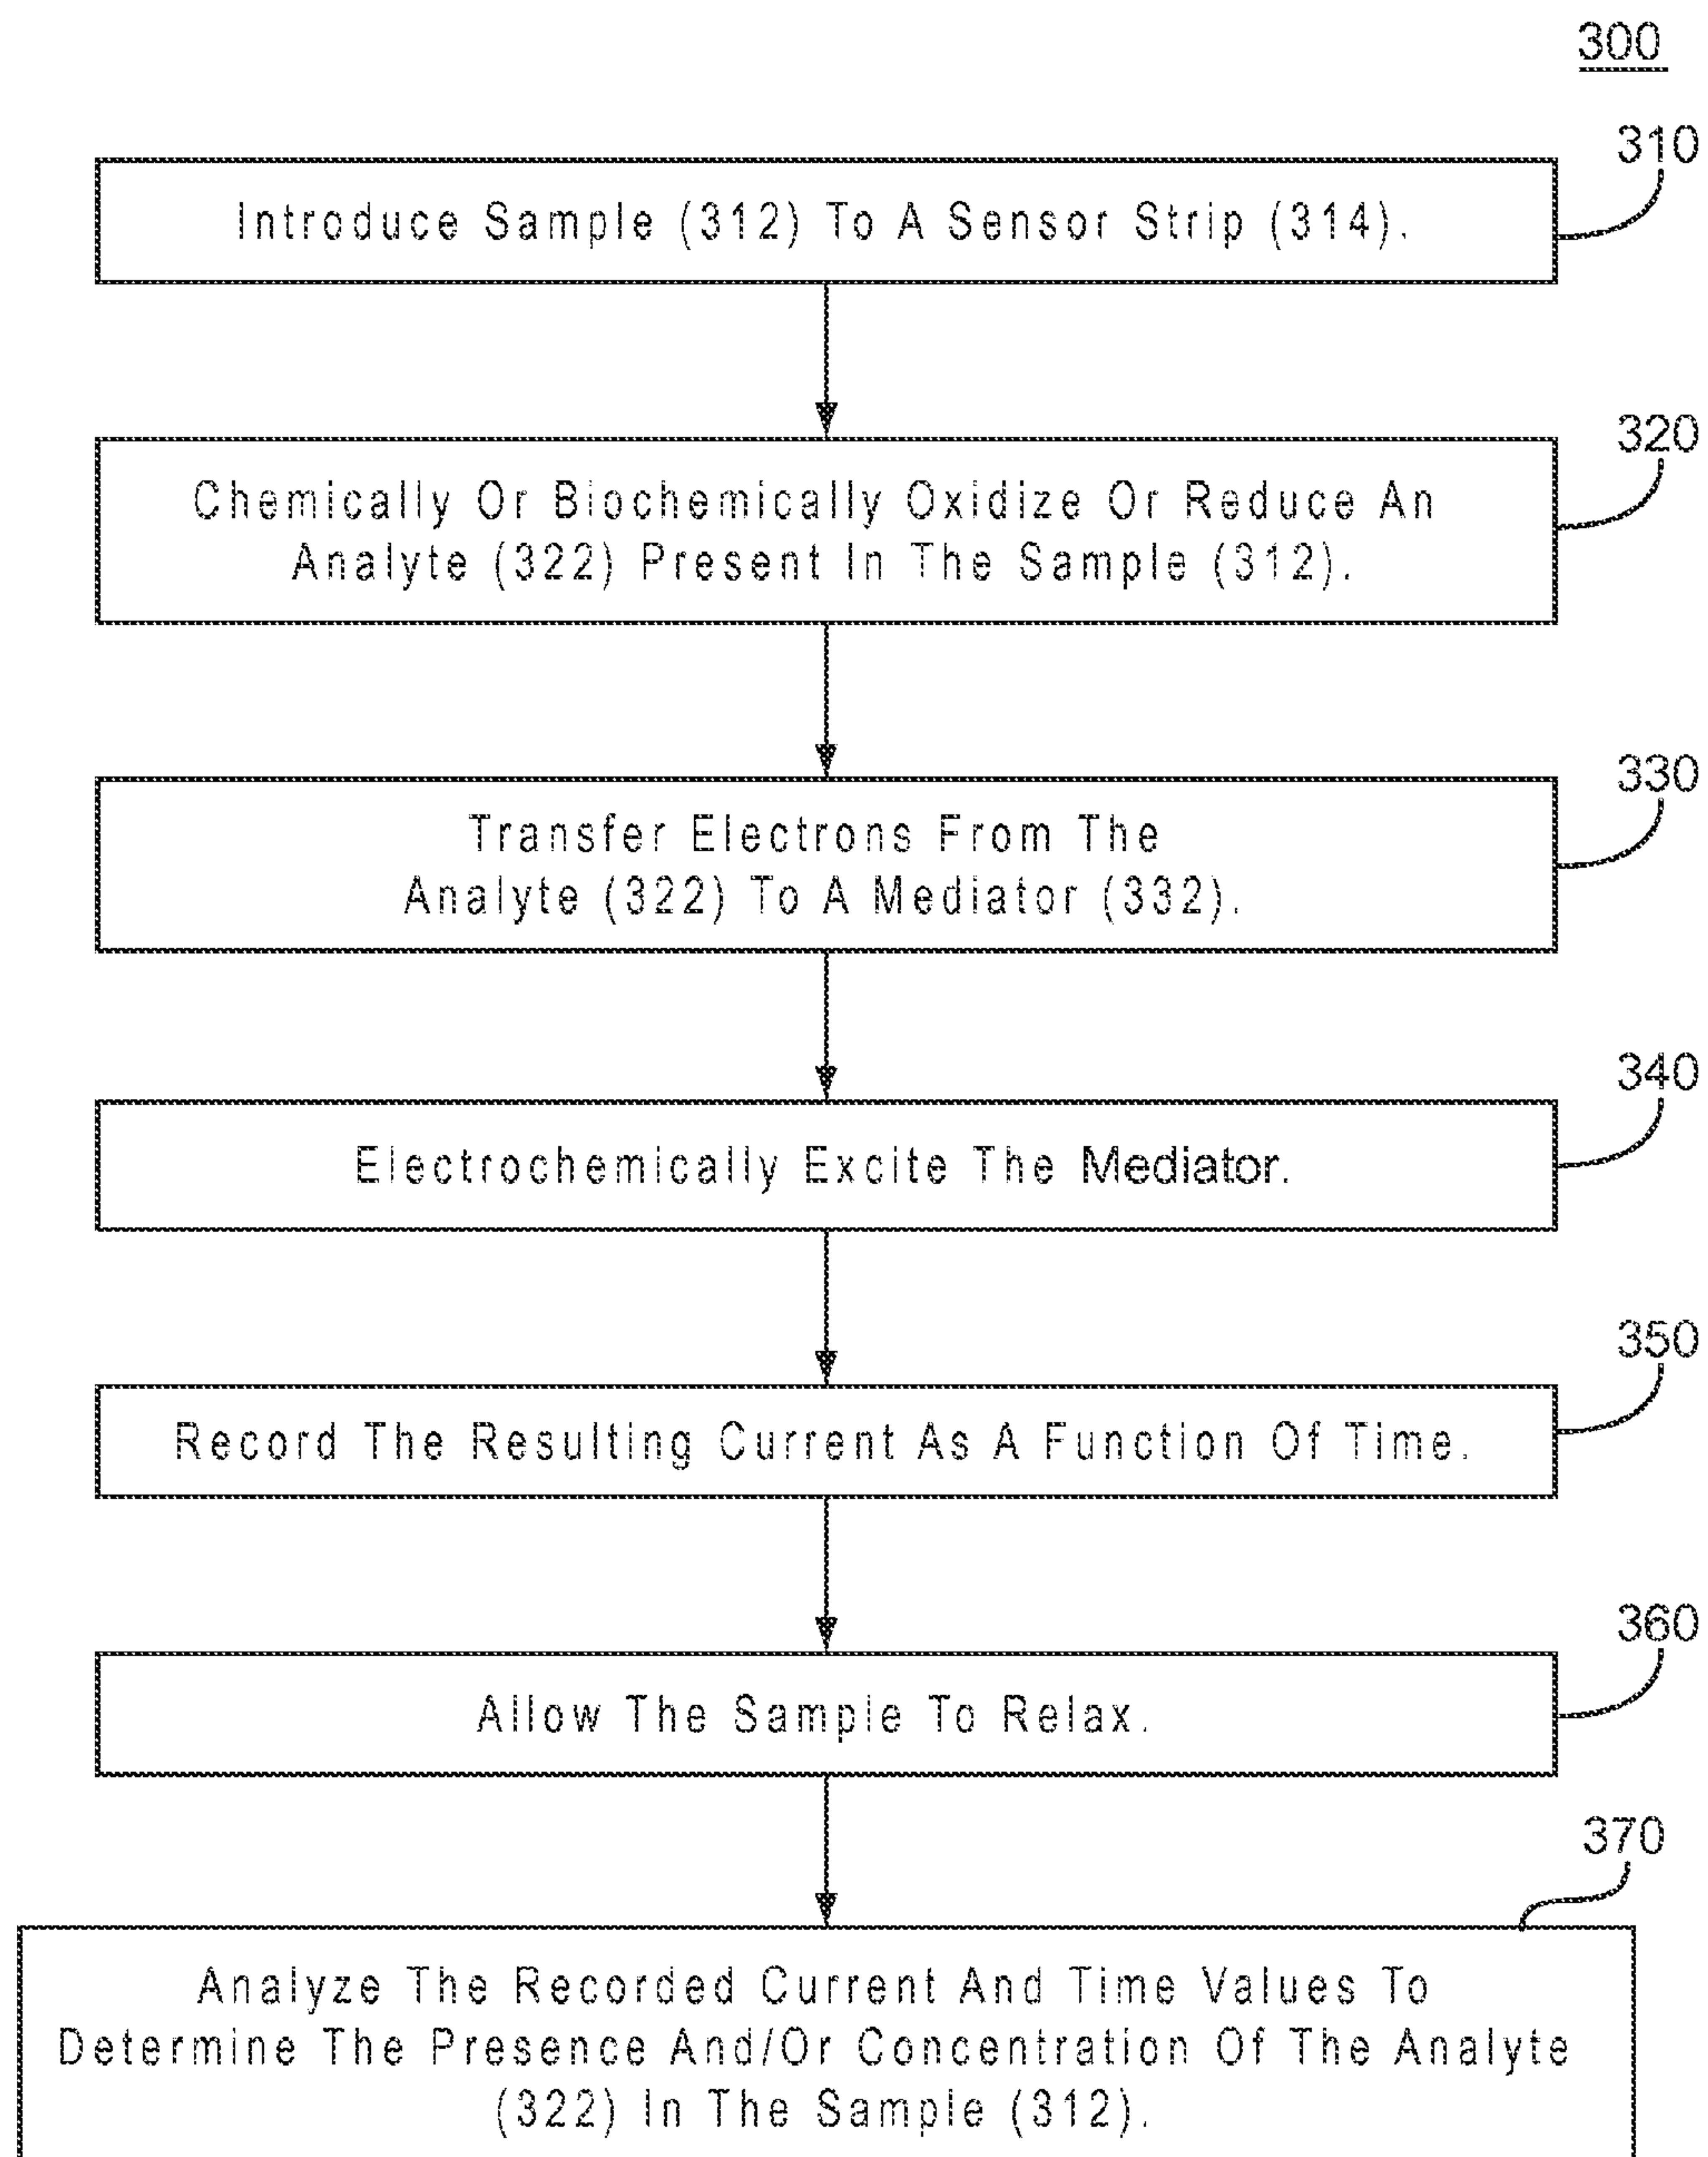 300
310
Introduce Sample (312) To A Sensor Strip (314).
320
Chemically Or Biochemically Oxidize Or Reduce An
Analyte (322) Present In The Sample (312).
330
Transfer Electrons From The
Analyte (322) To A Mediator (332).
340
Electrochemically Excite The Mediator.
350
Record The Resulting Current As A Function Of Time.
360
Allow The Sample To Relax.
370
Analyze The Recorded Current And Time Values To
Determine The Presence And/Or Concentration Of The Analyte
(322) In The Sample (312).